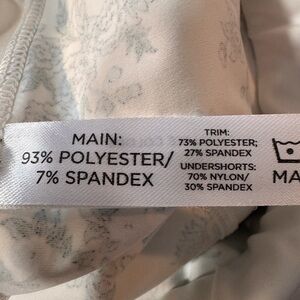 MAIN:
93% POLYESTER/
7% SPANDEX
TRIM:
73% POLYESTER;
27% SPANDEX
UNDERSHORTS:
70% NYLON/
30% SPANDEX
MA